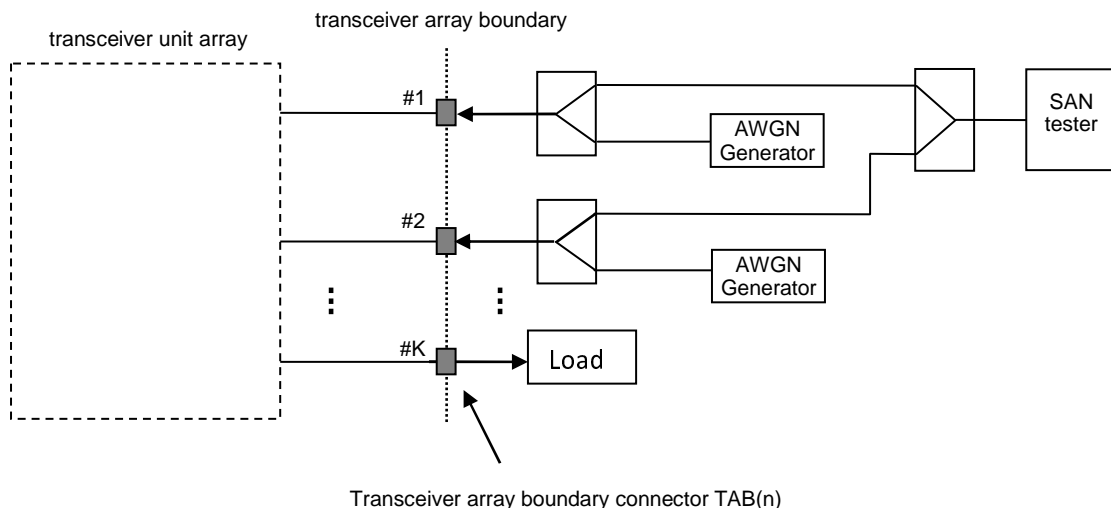 transceiver array boundary
transceiver unit array
#1
AWGN
Generator
SAN
tester
#2
AWGN
Generator
#K
Load
Transceiver array boundary connector TAB(n)